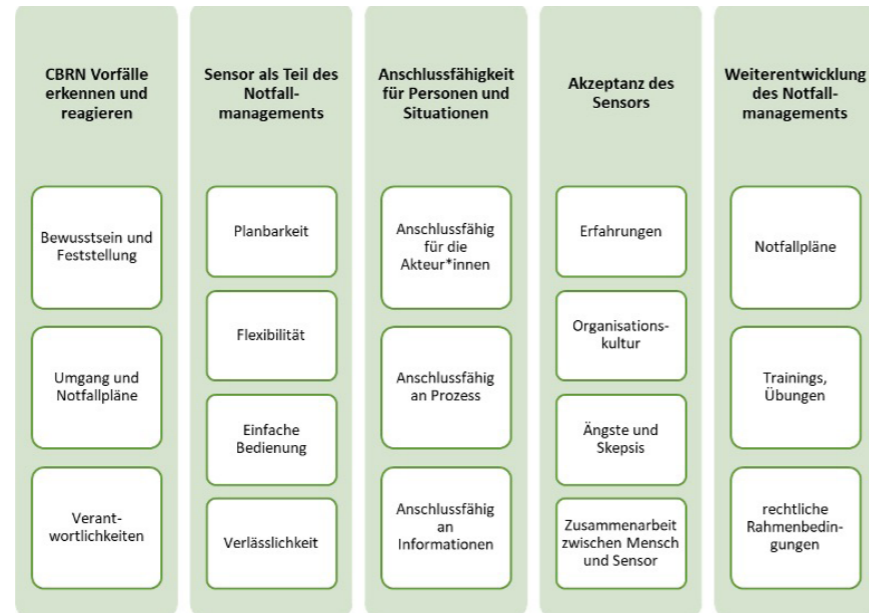 CBRN Vorfälle
erkennen und
reagieren
Bewusstsein und
Feststellung
Umgang und
Notfallpläne
Verant-
wortlichkeiten
Sensor als Teil des
Notfall-
managements
Planbarkeit
Flexibilität
Einfache
Bedienung
Verlässlichkeit
Anschlussfähigkeit
für Personen und
Situationen
Anschlussfähig
für die
Akteur*innen
Anschlussfähig
an Prozess
Anschlussfähig
an
Informationen
Akzeptanz des
Sensors
Erfahrungen
Organisations-
kultur
Ängste und
Skepsis
Zusammenarbeit
zwischen Mensch
und Sensor
Weiterentwicklung
des Notfall-
managements
Notfallpläne
Trainings,
Übungen
rechtliche
Rahmenbedin-
gungen